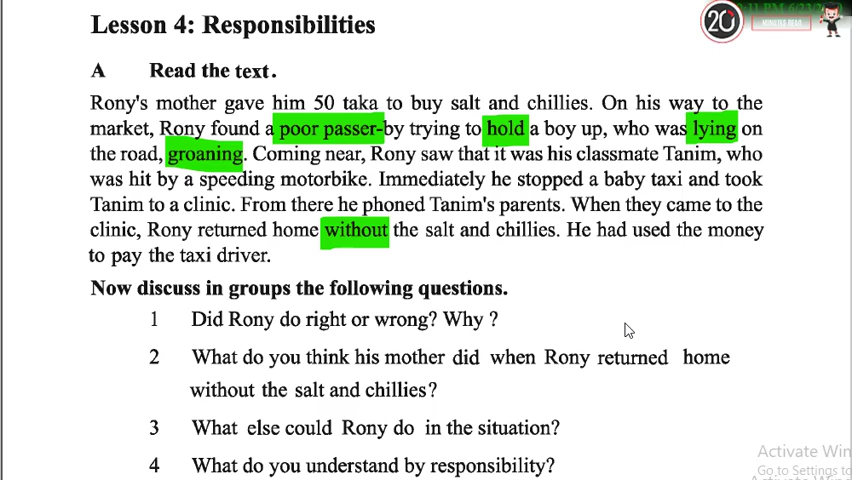 Lesson 4: Responsibilities
20
11 PM 6/23/20
A Read the text.
Rony's mother gave him 50 taka to buy salt and chillies. On his way to the
market, Rony found a poor passer-by trying to hold a boy up, who was lying on
the road, groaning. Coming near, Rony saw that it was his classmate Tanim, who
was hit by a speeding motorbike. Immediately he stopped a baby taxi and took
Tanim to a clinic. From there he phoned Tanim's parents. When they came to the
clinic, Rony returned home without the salt and chillies. He had used the money
to pay the taxi driver.
Now discuss in groups the following questions.
1 Did Rony do right or wrong? Why ?
2 What do you think his mother did when Rony returned home
without the salt and chillies?
3 What else could Rony do in the situation?
4 What do you understand by responsibility?
Activate Win
Go to Settings to